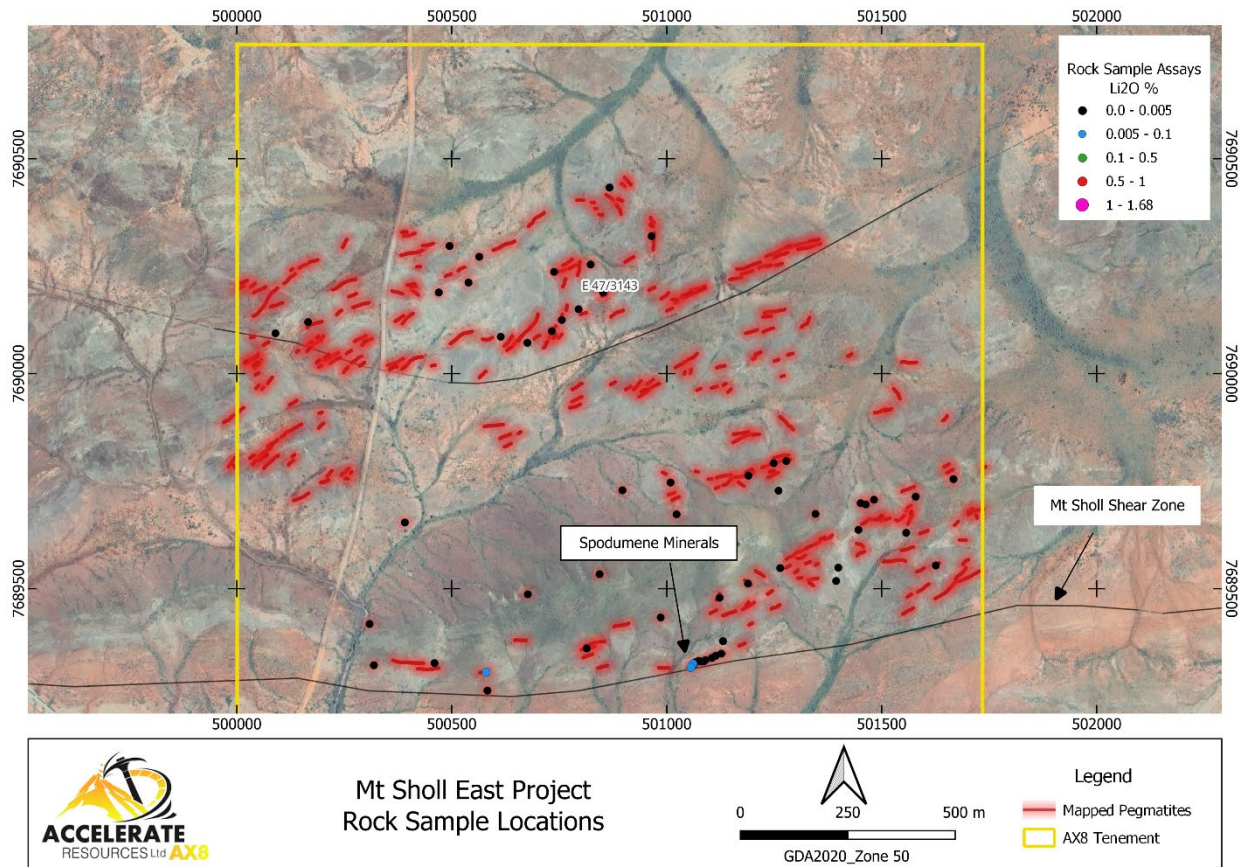 500000 500500 501000 501500 502000
Rock Sample Assays
Li2O %
0.0 - 0.005
0.005 - 0.1
0.1 - 0.5
0.5 - 1
1 - 1.68
7690500 7690500
E 47/3143
7690000 7690000
Mt Sholl Shear Zone
Spodumene Minerals
7689500 7689500
500000 500500 501000 501500 502000
ACCELERATE
RESOURCES Ltd AX8
Mt Sholl East Project
Rock Sample Locations
0 250 500 m
GDA2020_Zone 50
Legend
Mapped Pegmatites
AX8 Tenement